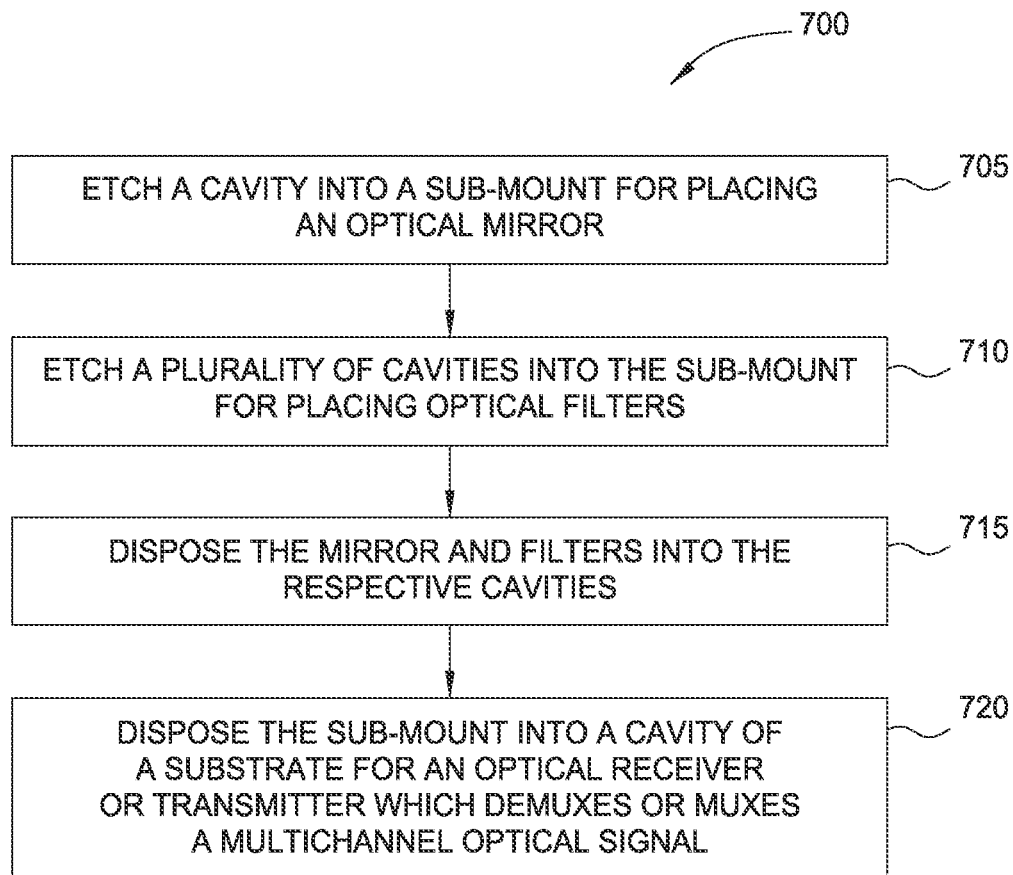 700
ETCH A CAVITY INTO A SUB-MOUNT FOR PLACING
AN OPTICAL MIRROR
705
ETCH A PLURALITY OF CAVITIES INTO THE SUB-MOUNT
FOR PLACING OPTICAL FILTERS
710
DISPOSE THE MIRROR AND FILTERS INTO THE
RESPECTIVE CAVITIES
715
DISPOSE THE SUB-MOUNT INTO A CAVITY OF
A SUBSTRATE FOR AN OPTICAL RECEIVER
OR TRANSMITTER WHICH DEMUXES OR MUXES
A MULTICHANNEL OPTICAL SIGNAL
720